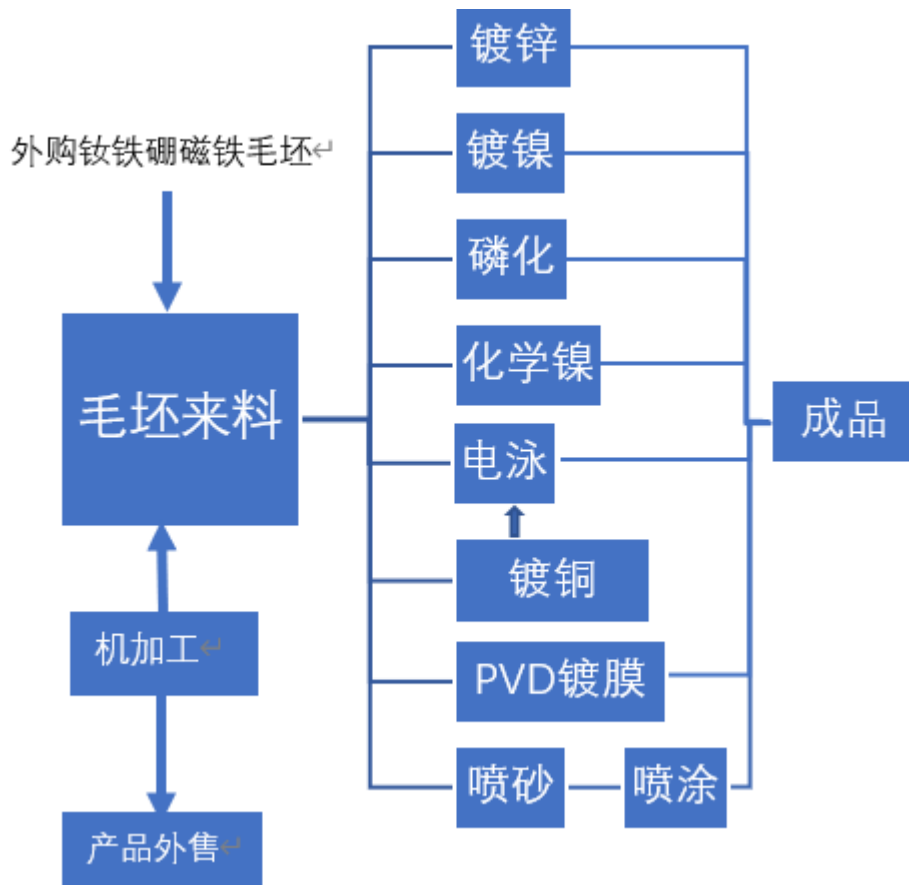 外购钕铁硼磁铁毛坯↵
毛坯来料
机加工↵
产品外售↵
镀锌
镀镍
磷化
化学镍
电泳
镀铜
PVD镀膜
喷砂
喷涂
成品